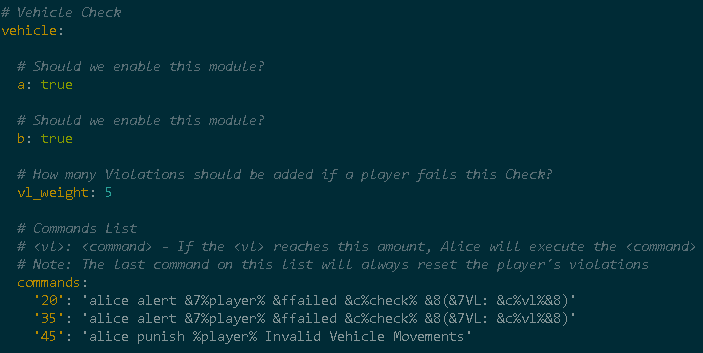 # Vehicle Check
vehicle:
# Should we enable this module?
a: true
# Should we enable this module?
b: true
# How many Violations should be added if a player fails this Check?
vl_weight: 5
# Commands List
# <vl>: <command> - If the <vl> reaches this amount, Alice will execute the <command>
# Note: The last command on this list will always reset the player's violations
commands:
'20': 'alice alert &7%player% &ffailed &c%check% &8(&7VL: &c%vl%&8)'
'35': 'alice alert &7%player% &ffailed &c%check% &8(&7VL: &c%vl%&8)'
'45': 'alice punish %player% Invalid Vehicle Movements'